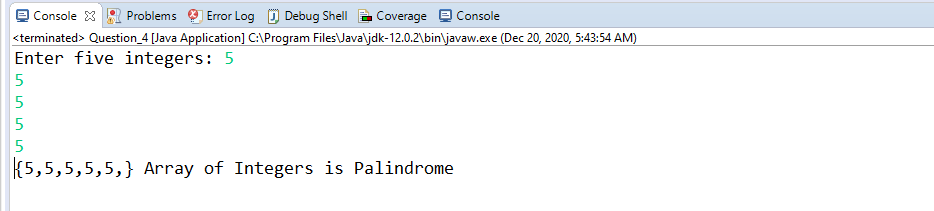 Console Problems Error Log Debug Shell Coverage Console
<terminated> Question_4 [Java Application] C:\Program Files\Java\jdk-12.0.2\bin\javaw.exe (Dec 20, 2020, 5:43:54 AM)
Enter five integers: 5
5
5
5
5
{5,5,5,5,5,} Array of Integers is Palindrome